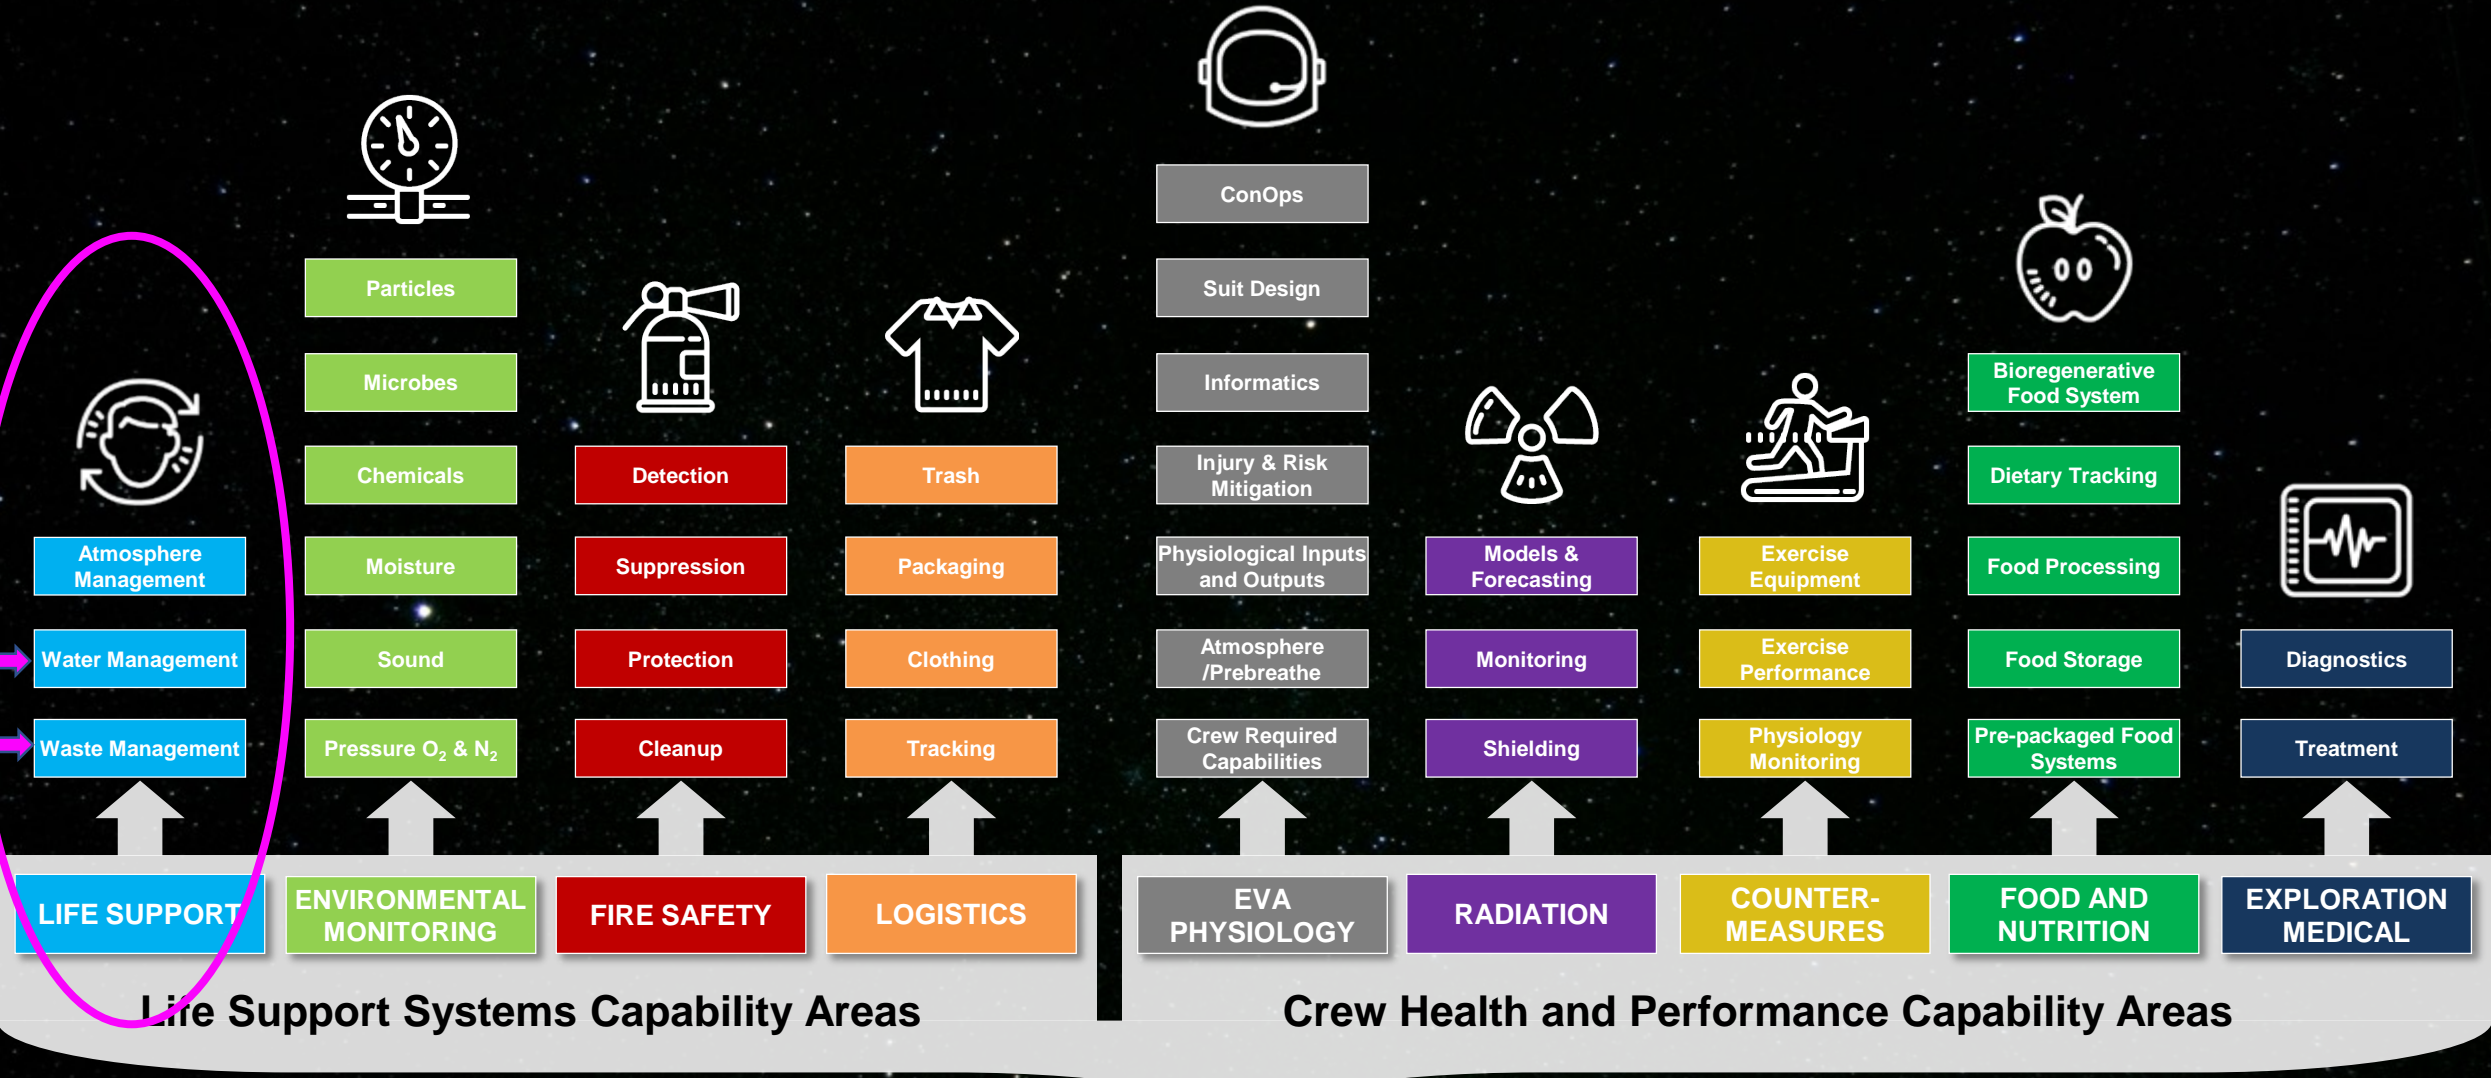 Atmosphere
Management
Water Management
Waste Management
LIFE SUPPORT
Particles
Microbes
Chemicals
Moisture
Sound
Pressure O₂ & N₂
ENVIRONMENTAL
MONITORING
Detection
Suppression
Protection
Cleanup
FIRE SAFETY
Trash
Packaging
Clothing
Tracking
LOGISTICS
Life Support Systems Capability Areas
ConOps
Suit Design
Informatics
Injury & Risk
Mitigation
Physiological Inputs
and Outputs
Atmosphere
/Prebreathe
Crew Required
Capabilities
EVA
PHYSIOLOGY
Models &
Forecasting
Monitoring
Shielding
RADIATION
Exercise
Equipment
Exercise
Performance
Physiology
Monitoring
COUNTER-
MEASURES
Bioregenerative
Food System
Dietary Tracking
Food Processing
Food Storage
Pre-packaged Food
Systems
FOOD AND
NUTRITION
Diagnostics
Treatment
EXPLORATION
MEDICAL
Crew Health and Performance Capability Areas